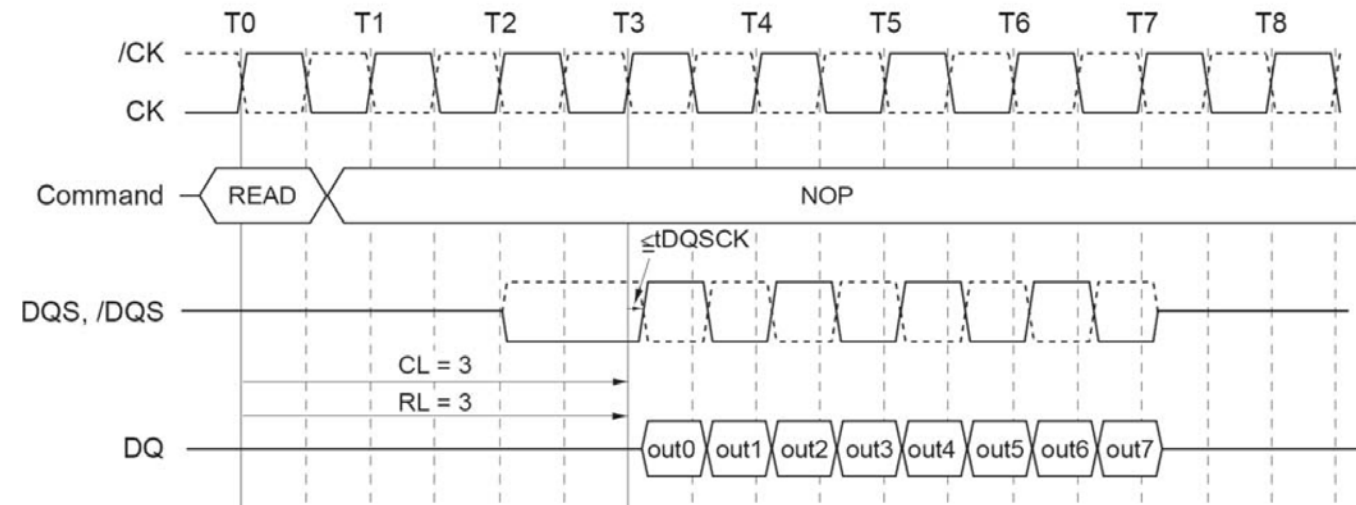 T0 T1 T2 T3 T4 T5 T6 T7 T8
/CK
CK
Command READ NOP
≦tDQSCK
DQS, /DQS
CL = 3
RL = 3
DQ out0 out1 out2 out3 out4 out5 out6 out7